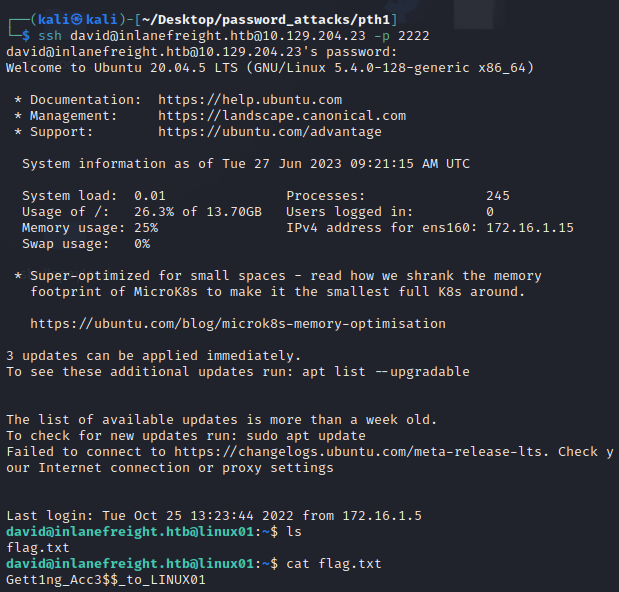 ┌──(kali㉿kali)-[~/Desktop/password_attacks/pth1]
└─$ ssh david@inlanefreight.htb@10.129.204.23 -p 2222
david@inlanefreight.htb@10.129.204.23's password:
Welcome to Ubuntu 20.04.5 LTS (GNU/Linux 5.4.0-128-generic x86_64)
* Documentation:  https://help.ubuntu.com
* Management:     https://landscape.canonical.com
* Support:        https://ubuntu.com/advantage
System information as of Tue 27 Jun 2023 09:21:15 AM UTC
System load:  0.01               Processes:               245
Usage of /:   26.3% of 13.70GB   Users logged in:         0
Memory usage: 25%                IPv4 address for ens160: 172.16.1.15
Swap usage:   0%
* Super-optimized for small spaces - read how we shrank the memory
footprint of MicroK8s to make it the smallest full K8s around.
https://ubuntu.com/blog/microk8s-memory-optimisation
3 updates can be applied immediately.
To see these additional updates run: apt list --upgradable
The list of available updates is more than a week old.
To check for new updates run: sudo apt update
Failed to connect to https://changelogs.ubuntu.com/meta-release-lts. Check y
our Internet connection or proxy settings
Last login: Tue Oct 25 13:23:44 2022 from 172.16.1.5
david@inlanefreight.htb@linux01:~$ ls
flag.txt
david@inlanefreight.htb@linux01:~$ cat flag.txt
Gett1ng_Acc3$$_to_LINUX01